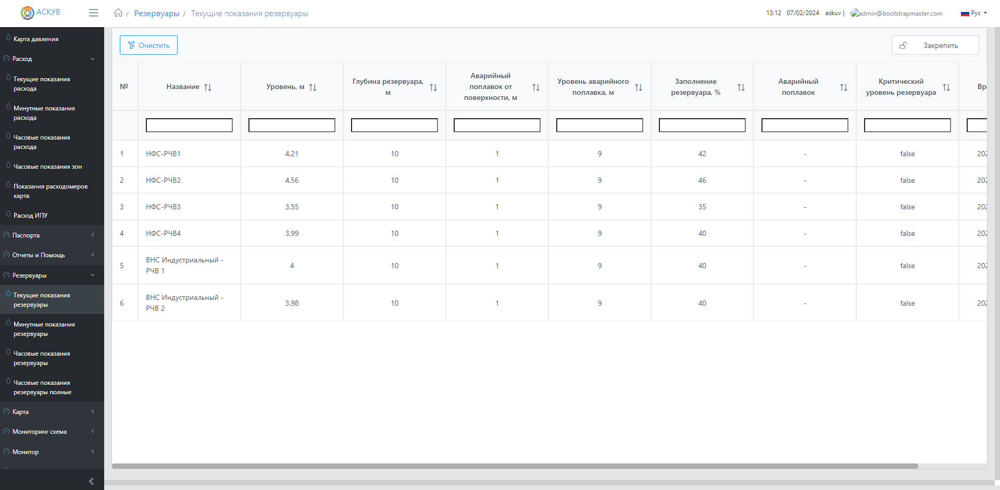 АСКУВ
/ Резервуары / Текущие показания резервуары
13:12 07/02/2024 askuv | admin@bootstrapmaster.com Рус
Карта давления
Расход
Текущие показания
расхода
Минутные показания
расхода
Часовые показания
расхода
Часовые показания зон
Показания расходомеров
карта
Расход ИПУ
Паспорта
Отчеты и Помощь
Резервуары
Текущие показания
резервуары
Минутные показания
резервуары
Часовые показания
резервуары
Часовые показания
резервуары полные
Карта
Мониторинг схема
Монитор
Очистить
Закрепить
№
Название
Уровень, м
Глубина резервуара,
м
Аварийный
поплавок от
поверхности, м
Уровень аварийного
поплавка, м
Заполнение
резервуара, %
Аварийный
поплавок
Критический
уровень резервуара
Вр
1 НФС-РЧВ1 4.21 10 1 9 42 - false 202
2 НФС-РЧВ2 4.56 10 1 9 46 - false 202
3 НФС-РЧВ3 3.55 10 1 9 35 - false 202
4 НФС-РЧВ4 3.99 10 1 9 40 - false 202
5 ВНС Индустриальный -
РЧВ 1 4 10 1 9 40 - false 202
6 ВНС Индустриальный -
РЧВ 2 3.98 10 1 9 40 - false 202